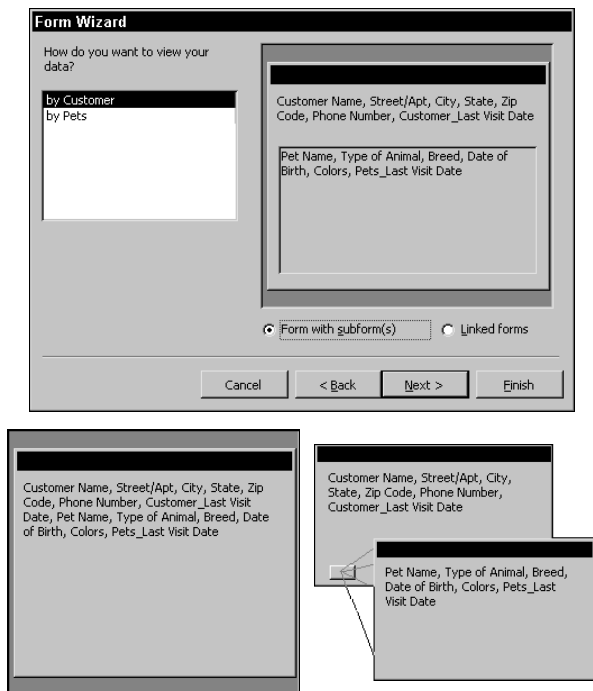 Form Wizard
How do you want to view your
data?
by Customer
by Pets
Customer Name, Street/Apt, City, State, Zip
Code, Phone Number, Customer_Last Visit Date
Pet Name, Type of Animal, Breed, Date of
Birth, Colors, Pets_Last Visit Date
Form with subform(s)
Linked forms
Cancel
< Back
Next >
Finish
Customer Name, Street/Apt, City, State, Zip
Code, Phone Number, Customer_Last Visit
Date, Pet Name, Type of Animal, Breed, Date
of Birth, Colors, Pets_Last Visit Date
Customer Name, Street/Apt, City,
State, Zip Code, Phone Number,
Customer_Last Visit Date
Pet Name, Type of Animal, Breed,
Date of Birth, Colors, Pets_Last
Visit Date